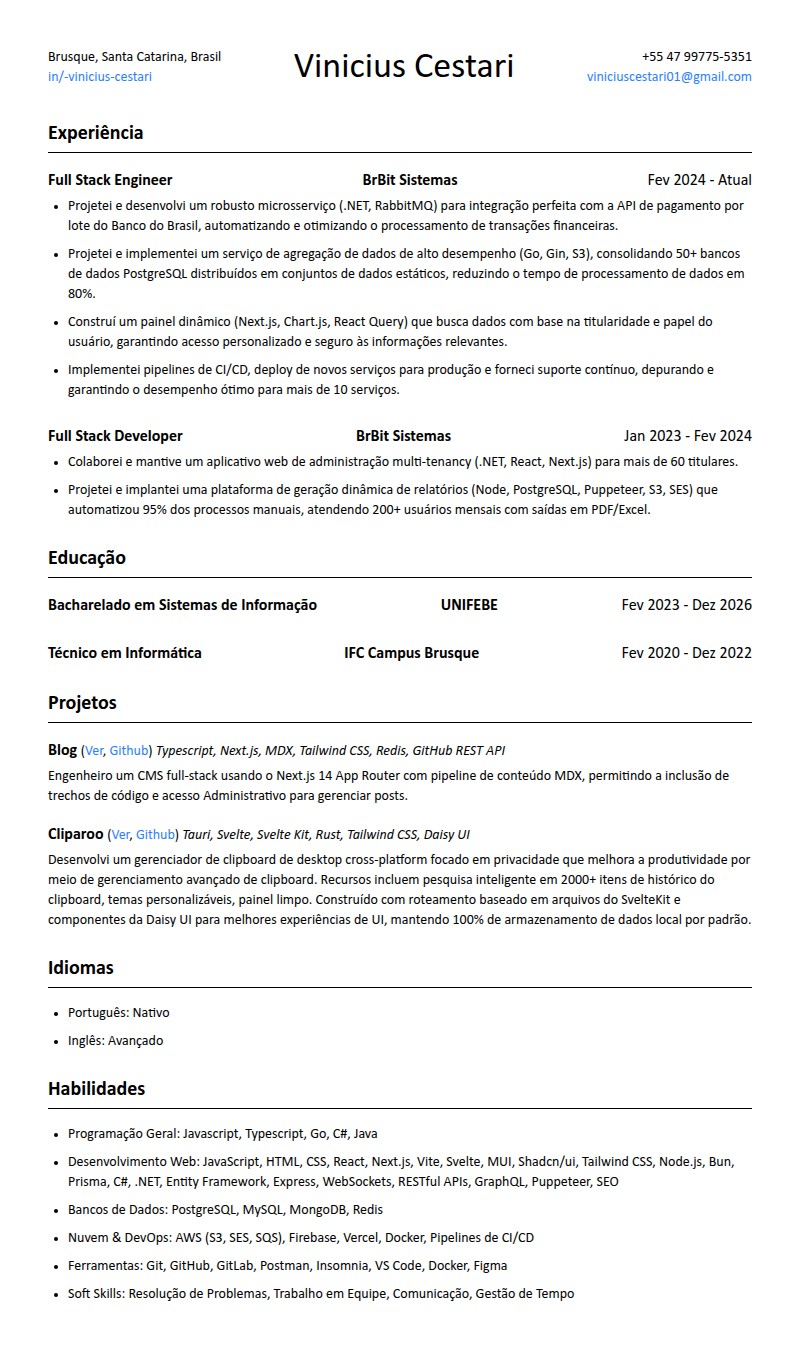 Brusque, Santa Catarina, Brasil
in/-vinicius-cestari
Vinicius Cestari
+55 47 99775-5351
viniciuscestari01@gmail.com
Experiência
Full Stack Engineer BrBit Sistemas Fev 2024 - Atual
• Projetei e desenvolvi um robusto microsserviço (.NET, RabbitMQ) para integração perfeita com a API de pagamento por
lote do Banco do Brasil, automatizando e otimizando o processamento de transações financeiras.
• Projetei e implementei um serviço de agregação de dados de alto desempenho (Go, Gin, S3), consolidando 50+ bancos
de dados PostgreSQL distribuídos em conjuntos de dados estáticos, reduzindo o tempo de processamento de dados em
80%.
• Construí um painel dinâmico (Next.js, Chart.js, React Query) que busca dados com base na titularidade e papel do
usuário, garantindo acesso personalizado e seguro às informações relevantes.
• Implementei pipelines de CI/CD, deploy de novos serviços para produção e forneci suporte contínuo, depurando e
garantindo o desempenho ótimo para mais de 10 serviços.
Full Stack Developer BrBit Sistemas Jan 2023 - Fev 2024
• Colaborei e mantive um aplicativo web de administração multi-tenancy (.NET, React, Next.js) para mais de 60 titulares.
• Projetei e implantei uma plataforma de geração dinâmica de relatórios (Node, PostgreSQL, Puppeteer, S3, SES) que
automatizou 95% dos processos manuais, atendendo 200+ usuários mensais com saídas em PDF/Excel.
Educação
Bacharelado em Sistemas de Informação UNIFEBE Fev 2023 - Dez 2026
Técnico em Informática IFC Campus Brusque Fev 2020 - Dez 2022
Projetos
Blog (Ver, Github) Typescript, Next.js, MDX, Tailwind CSS, Redis, GitHub REST API
Engenheiro um CMS full-stack usando o Next.js 14 App Router com pipeline de conteúdo MDX, permitindo a inclusão de
trechos de código e acesso Administrativo para gerenciar posts.
Cliparoo (Ver, Github) Tauri, Svelte, Svelte Kit, Rust, Tailwind CSS, Daisy UI
Desenvolvi um gerenciador de clipboard de desktop cross-platform focado em privacidade que melhora a produtividade por
meio de gerenciamento avançado de clipboard. Recursos incluem pesquisa inteligente em 2000+ itens de histórico do
clipboard, temas personalizáveis, painel limpo. Construído com roteamento baseado em arquivos do SvelteKit e
componentes da Daisy UI para melhores experiências de UI, mantendo 100% de armazenamento de dados local por padrão.
Idiomas
• Português: Nativo
• Inglês: Avançado
Habilidades
• Programação Geral: Javascript, Typescript, Go, C#, Java
• Desenvolvimento Web: JavaScript, HTML, CSS, React, Next.js, Vite, Svelte, MUI, Shadcn/ui, Tailwind CSS, Node.js, Bun,
Prisma, C#, .NET, Entity Framework, Express, WebSockets, RESTful APIs, GraphQL, Puppeteer, SEO
• Bancos de Dados: PostgreSQL, MySQL, MongoDB, Redis
• Nuvem & DevOps: AWS (S3, SES, SQS), Firebase, Vercel, Docker, Pipelines de CI/CD
• Ferramentas: Git, GitHub, GitLab, Postman, Insomnia, VS Code, Docker, Figma
• Soft Skills: Resolução de Problemas, Trabalho em Equipe, Comunicação, Gestão de Tempo